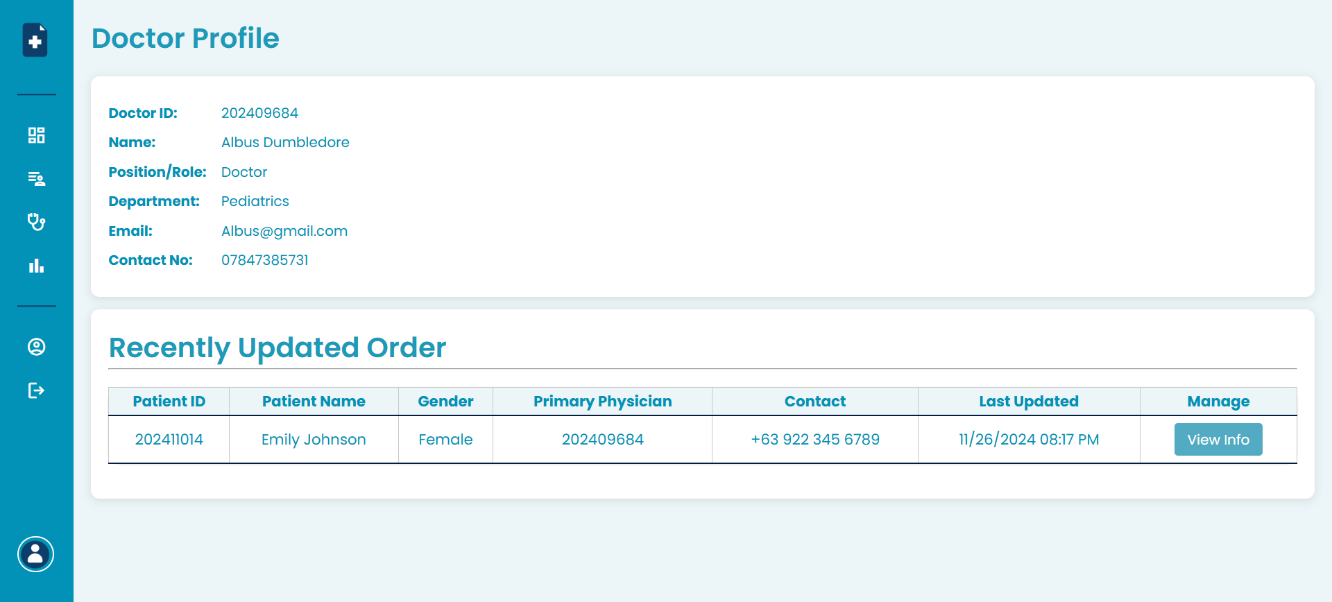 Doctor Profile
Doctor ID: 202409684
Name: Albus Dumbledore
Position/Role: Doctor
Department: Pediatrics
Email: Albus@gmail.com
Contact No: 07847385731
Recently Updated Order
Patient ID Patient Name Gender Primary Physician Contact Last Updated Manage
202411014 Emily Johnson Female 202409684 +63 922 345 6789 11/26/2024 08:17 PM View Info